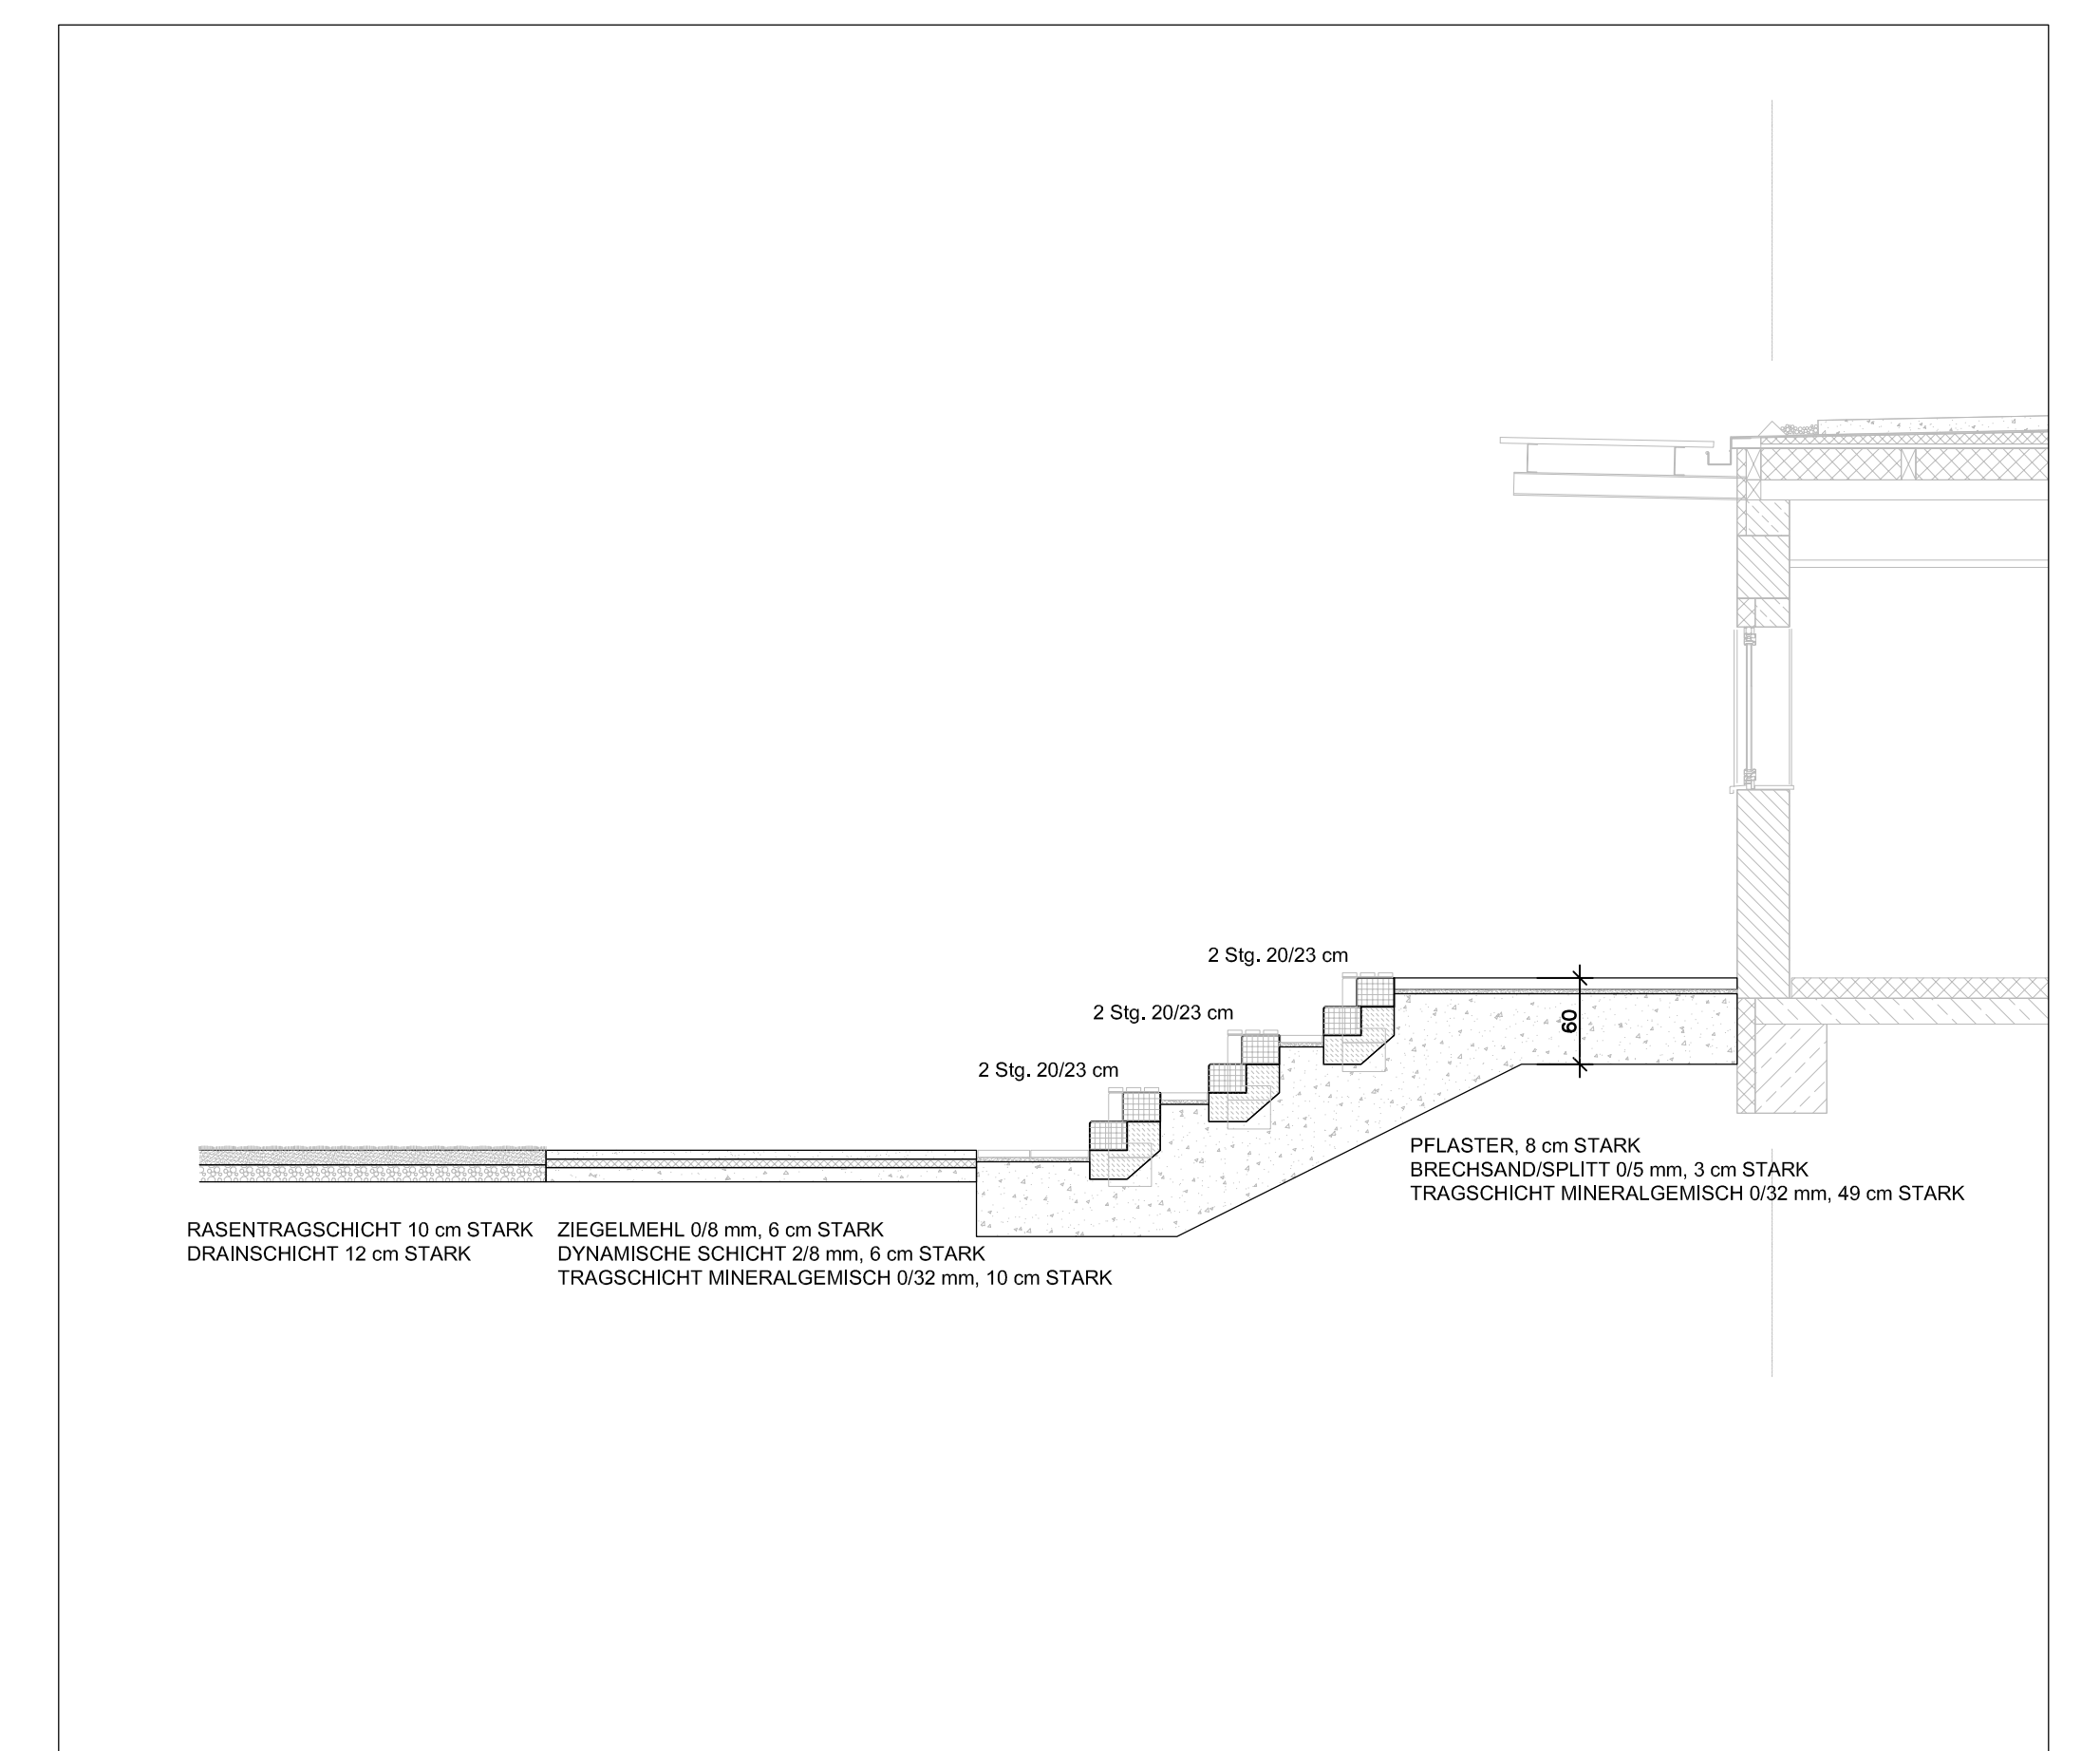 2 Stg. 20/23 cm
2 Stg. 20/23 cm
2 Stg. 20/23 cm
60
PFLASTER, 8 cm STARK
BRECHSAND/SPLITT 0/5 mm, 3 cm STARK
TRAGSCHICHT MINERALGEMISCH 0/32 mm, 49 cm STARK
RASENTRAGSCHICHT 10 cm STARK
DRAINSCHICHT 12 cm STARK
ZIEGELMEHL 0/8 mm, 6 cm STARK
DYNAMISCHE SCHICHT 2/8 mm, 6 cm STARK
TRAGSCHICHT MINERALGEMISCH 0/32 mm, 10 cm STARK